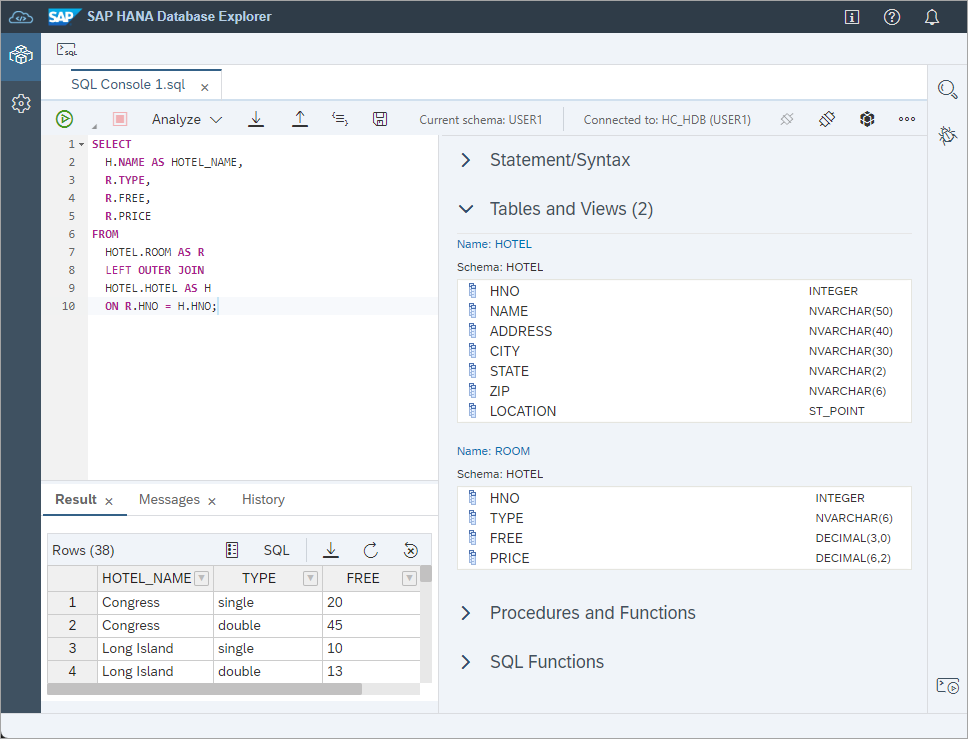 SAP SAP HANA Database Explorer
SQL
SQL Console 1.sql
Analyze Current schema: USER1 Connected to: HC_HDB (USER1)
1 SELECT
2 H.NAME AS HOTEL_NAME,
3 R.TYPE,
4 R.FREE,
5 R.PRICE
6 FROM
7 HOTEL.ROOM AS R
8 LEFT OUTER JOIN
9 HOTEL.HOTEL AS H
10 ON R.HNO = H.HNO;
Result Messages History
Rows (38) SQL
HOTEL_NAME TYPE FREE
1 Congress single 20
2 Congress double 45
3 Long Island single 10
4 Long Island double 13
Statement/Syntax
Tables and Views (2)
Name: HOTEL
Schema: HOTEL
HNO INTEGER
NAME NVARCHAR(50)
ADDRESS NVARCHAR(40)
CITY NVARCHAR(30)
STATE NVARCHAR(2)
ZIP NVARCHAR(6)
LOCATION ST_POINT
Name: ROOM
Schema: HOTEL
HNO INTEGER
TYPE NVARCHAR(6)
FREE DECIMAL(3,0)
PRICE DECIMAL(6,2)
Procedures and Functions
SQL Functions